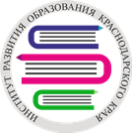 ИНСТИТУТ РАЗВИТИЯ ОБРАЗОВАНИЯ КРАСНОДАРСКОГО КРАЯ